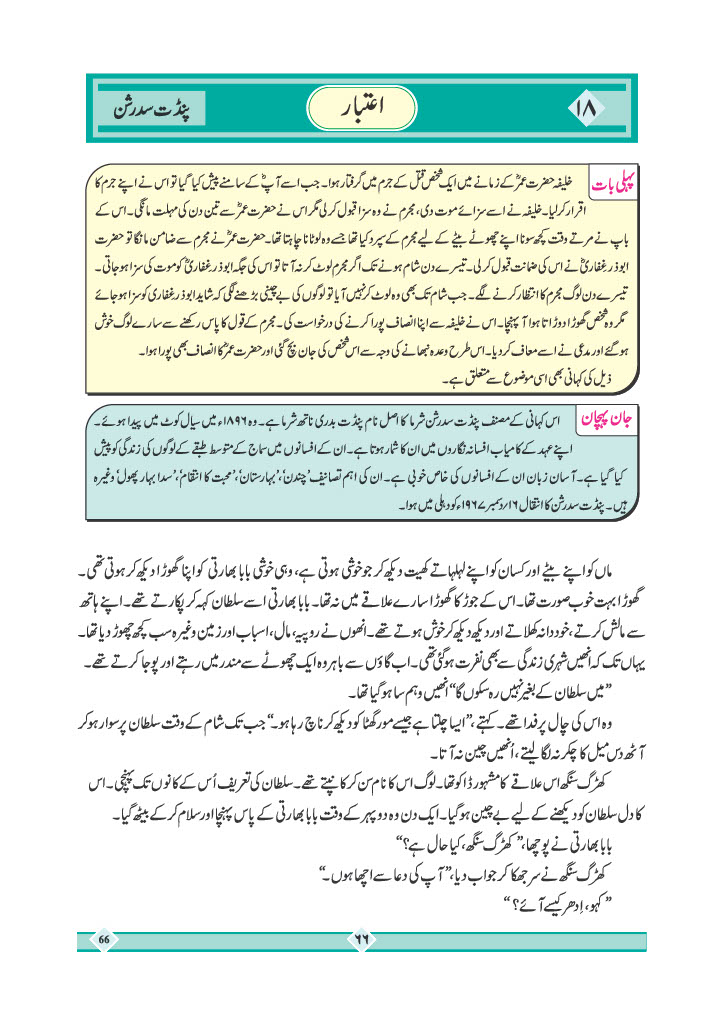 ۱۸
اعتبار
پنڈت سدرشن
پہلی بات
خلیفہ حضرت عمرؓ کے زمانے میں ایک شخص قتل کے جرم میں گرفتار ہوا۔ جب اسے آپؓ کے سامنے پیش کیا گیا تو اس نے اپنے جرم کا
اقرار کرلیا۔ خلیفہ نے اسے سزائے موت دی، مجرم نے وہ سزا قبول کرلی مگر اس نے حضرت عمرؓ سے تین دن کی مہلت مانگی۔ اس کے
باپ نے مرتے وقت کچھ سونا اپنے چھوٹے بیٹے کے لیے مجرم کے سپرد کیا تھا جسے وہ لوٹانا چاہتا تھا۔ حضرت عمرؓ نے مجرم سے ضامن مانگا تو حضرت
ابوذر غفاریؓ نے اس کی ضمانت قبول کرلی۔ تیسرے دن شام ہونے تک اگر مجرم لوٹ کر نہ آتا تو اس کی جگہ ابوذر غفاریؓ کو موت کی سزا ہوجاتی۔
تیسرے دن لوگ مجرم کا انتظار کرنے لگے۔ جب شام تک بھی وہ لوٹ کر نہیں آیا تو لوگوں کی بے چینی بڑھنے لگی کہ شاید ابوذر غفاری کو سزا ہوجائے
مگر وہ شخص گھوڑا دوڑاتا ہوا آ پہنچا۔ اس نے خلیفہ سے اپنا انصاف پورا کرنے کی درخواست کی۔ مجرم کے قول کا پاس رکھنے سے سارے لوگ خوش
ہوگئے اور مدعی نے اسے معاف کردیا۔ اس طرح وعدہ نبھانے کی وجہ سے اس شخص کی جان بچ گئی اور حضرت عمرؓ کا انصاف بھی پورا ہوا۔
ذیل کی کہانی بھی اسی موضوع سے متعلق ہے۔
جان پہچان
اس کہانی کے مصنف پنڈت سدرشن شرما کا اصل نام پنڈت بدری ناتھ شرما ہے۔ وہ ۱۸۹۶ء میں سیال کوٹ میں پیدا ہوئے۔
اپنے عہد کے کامیاب افسانہ نگاروں میں ان کا شمار ہوتا ہے۔ ان کے افسانوں میں سماج کے متوسط طبقے کے لوگوں کی زندگی کو پیش
کیا گیا ہے۔ آسان زبان ان کے افسانوں کی خاص خوبی ہے۔ ان کی اہم تصانیف 'چندن'، 'بہارستان'، 'محبت کا انتقام'، 'سدا بہار پھول' وغیرہ
ہیں۔ پنڈت سدرشن کا انتقال ۱۶؍دسمبر ۱۹۶۷ء کو دہلی میں ہوا۔
ماں کو اپنے بیٹے اور کسان کو اپنے لہلہاتے کھیت دیکھ کر جو خوشی ہوتی ہے، وہی خوشی بابا بھارتی کو اپنا گھوڑا دیکھ کر ہوتی تھی۔
گھوڑا بہت خوب صورت تھا۔ اس کے جوڑ کا گھوڑا سارے علاقے میں نہ تھا۔ بابا بھارتی اسے سلطان کہہ کر پکارتے تھے۔ اپنے ہاتھ
سے مالش کرتے، خود دانہ کھلاتے اور دیکھ دیکھ کر خوش ہوتے تھے۔ انھوں نے روپیہ، مال، اسباب اور زمین وغیرہ سب کچھ چھوڑ دیا تھا۔
یہاں تک کہ انھیں شہری زندگی سے بھی نفرت ہوگئی تھی۔ اب گاؤں سے باہر وہ ایک چھوٹے سے مندر میں رہتے اور پوجا کرتے تھے۔
”میں سلطان کے بغیر نہیں رہ سکوں گا“ انھیں وہم سا ہوگیا تھا۔
وہ اس کی چال پر فدا تھے۔ کہتے، ”ایسا چلتا ہے جیسے مور گھٹا کو دیکھ کر ناچ رہا ہو۔“ جب تک شام کے وقت سلطان پر سوار ہوکر
آٹھ دس میل کا چکر نہ لگا لیتے، اُنھیں چین نہ آتا۔
کھڑگ سنگھ اس علاقے کا مشہور ڈاکو تھا۔ لوگ اس کا نام سن کر کانپتے تھے۔ سلطان کی تعریف اُس کے کانوں تک پہنچی۔ اس
کا دل سلطان کو دیکھنے کے لیے بے چین ہوگیا۔ ایک دن وہ دوپہر کے وقت بابا بھارتی کے پاس پہنچا اور سلام کر کے بیٹھ گیا۔
بابا بھارتی نے پوچھا، ”کھڑگ سنگھ، کیا حال ہے؟“
کھڑگ سنگھ نے سر جھکا کر جواب دیا، ”آپ کی دعا سے اچھا ہوں۔“
”کہو، اِدھر کیسے آئے؟“
66
۶۶